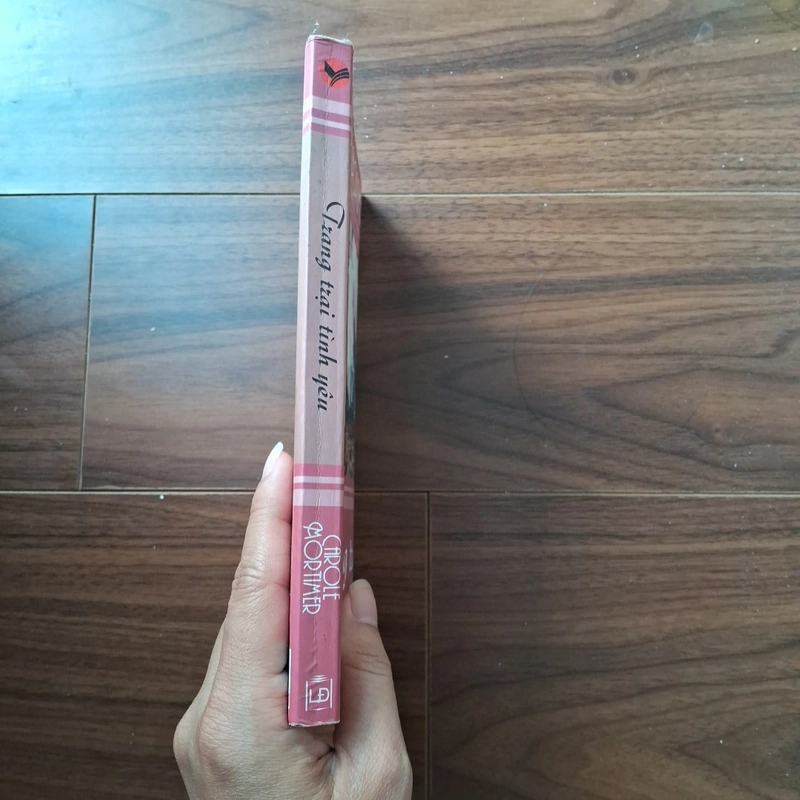 Trang trại tình yêu
CAROLE
MORTIMER